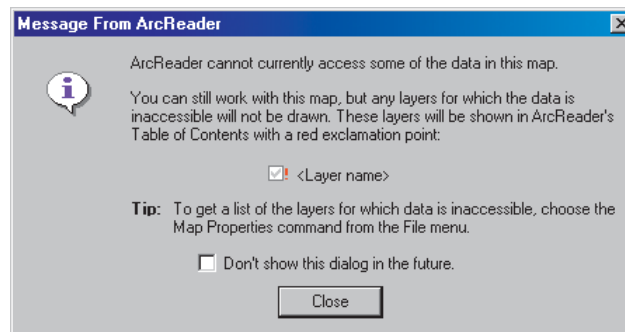 Message From ArcReader
ArcReader cannot currently access some of the data in this map.
You can still work with this map, but any layers for which the data is
inaccessible will not be drawn. These layers will be shown in ArcReader's
Table of Contents with a red exclamation point:
! <Layer name>
Tip: To get a list of the layers for which data is inaccessible, choose the
Map Properties command from the File menu.
Don't show this dialog in the future.
Close